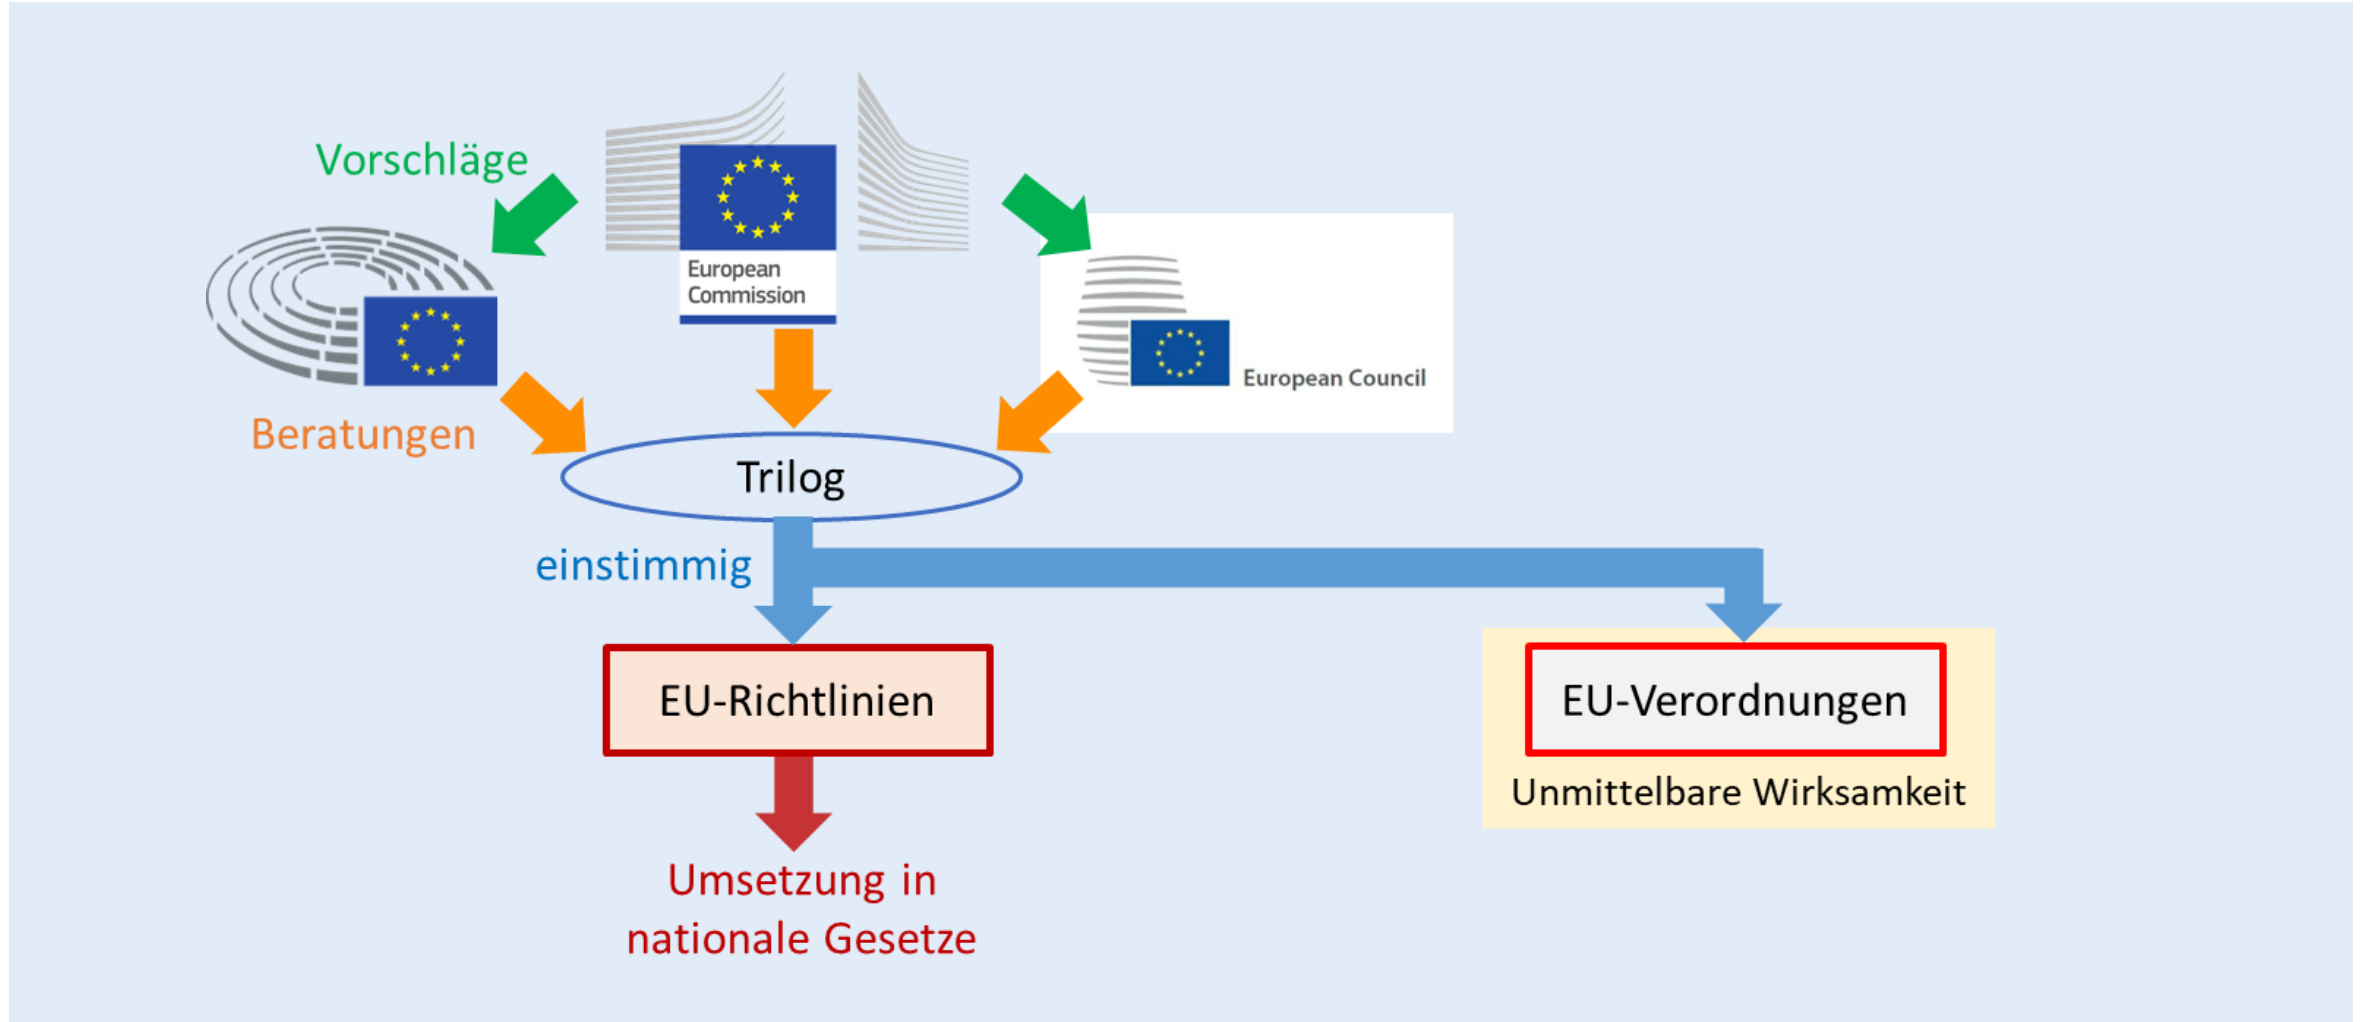 Vorschläge
European
Commission
European Council
Beratungen
Trilog
einstimmig
EU-Richtlinien
EU-Verordnungen
Unmittelbare Wirksamkeit
Umsetzung in
nationale Gesetze